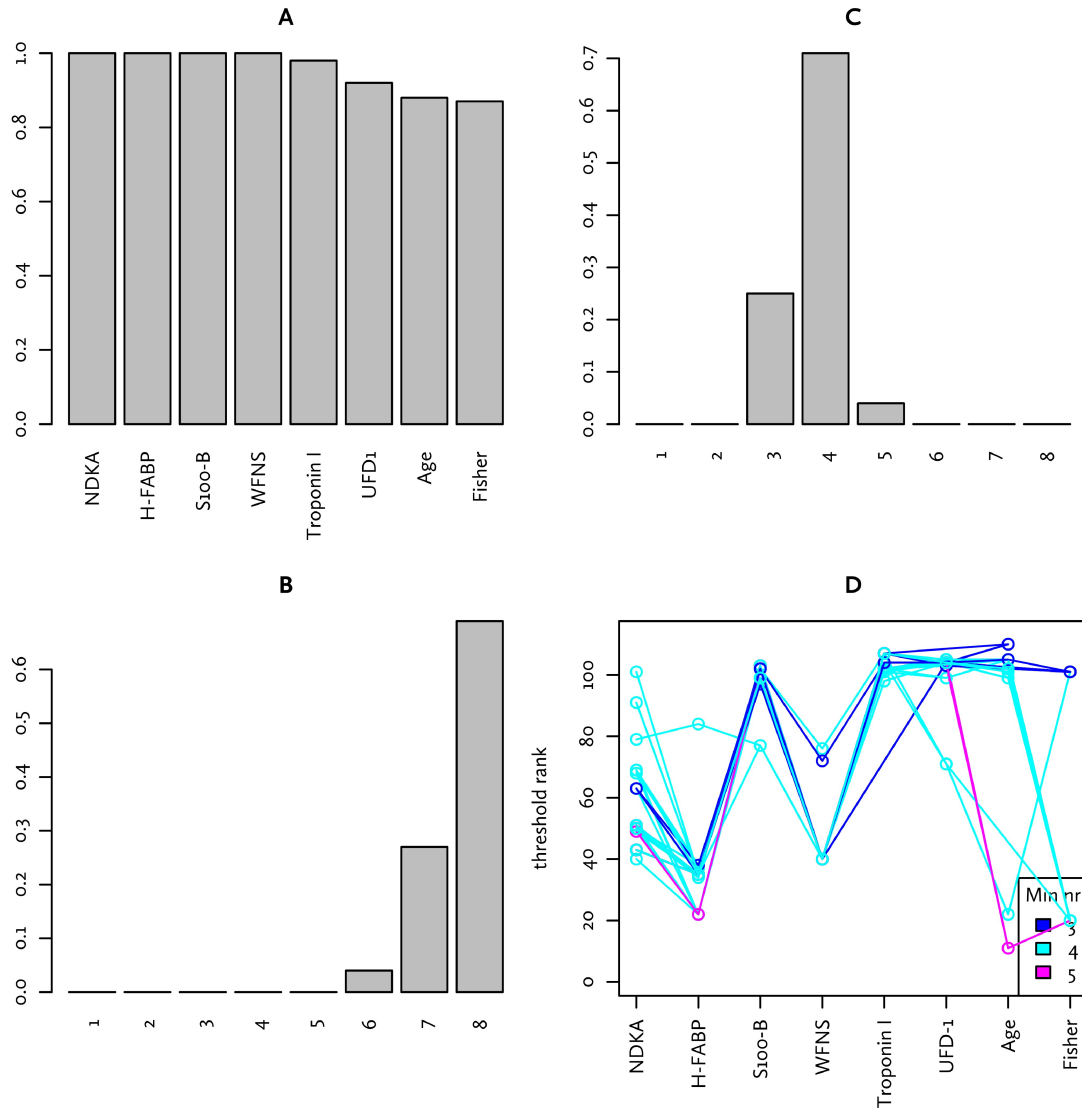 A
0.0 0.2 0.4 0.6 0.8 1.0
NDKA H-FABP S100-B WFNS Troponin I UFD1 Age Fisher
C
0.0 0.1 0.2 0.3 0.4 0.5 0.6 0.7
1 2 3 4 5 6 7 8
B
0.0 0.1 0.2 0.3 0.4 0.5 0.6
1 2 3 4 5 6 7 8
D
threshold rank
0 20 40 60 80 100
NDKA H-FABP S100-B WFNS Troponin I UFD-1 Age Fisher
Min nr
3
4
5